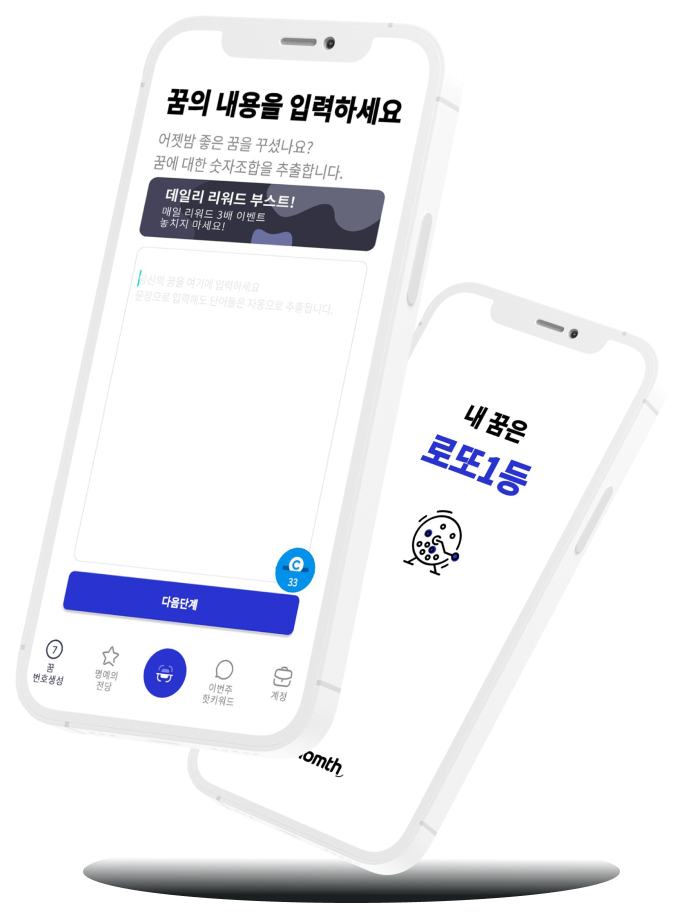 꿈의 내용을 입력하세요
어젯밤 좋은 꿈을 꾸셨나요?
꿈에 대한 숫자조합을 추출합니다.
데일리 리워드 부스트!
매일 리워드 3배 이벤트
놓치지 마세요!
당신의 꿈을 여기에 입력하세요
문장으로 입력해도 단어들은 자동으로 추출됩니다.
C
33
다음단계
7
꿈
번호생성
명예의
전당
이번주
핫키워드
계정
내 꿈은
로또1등